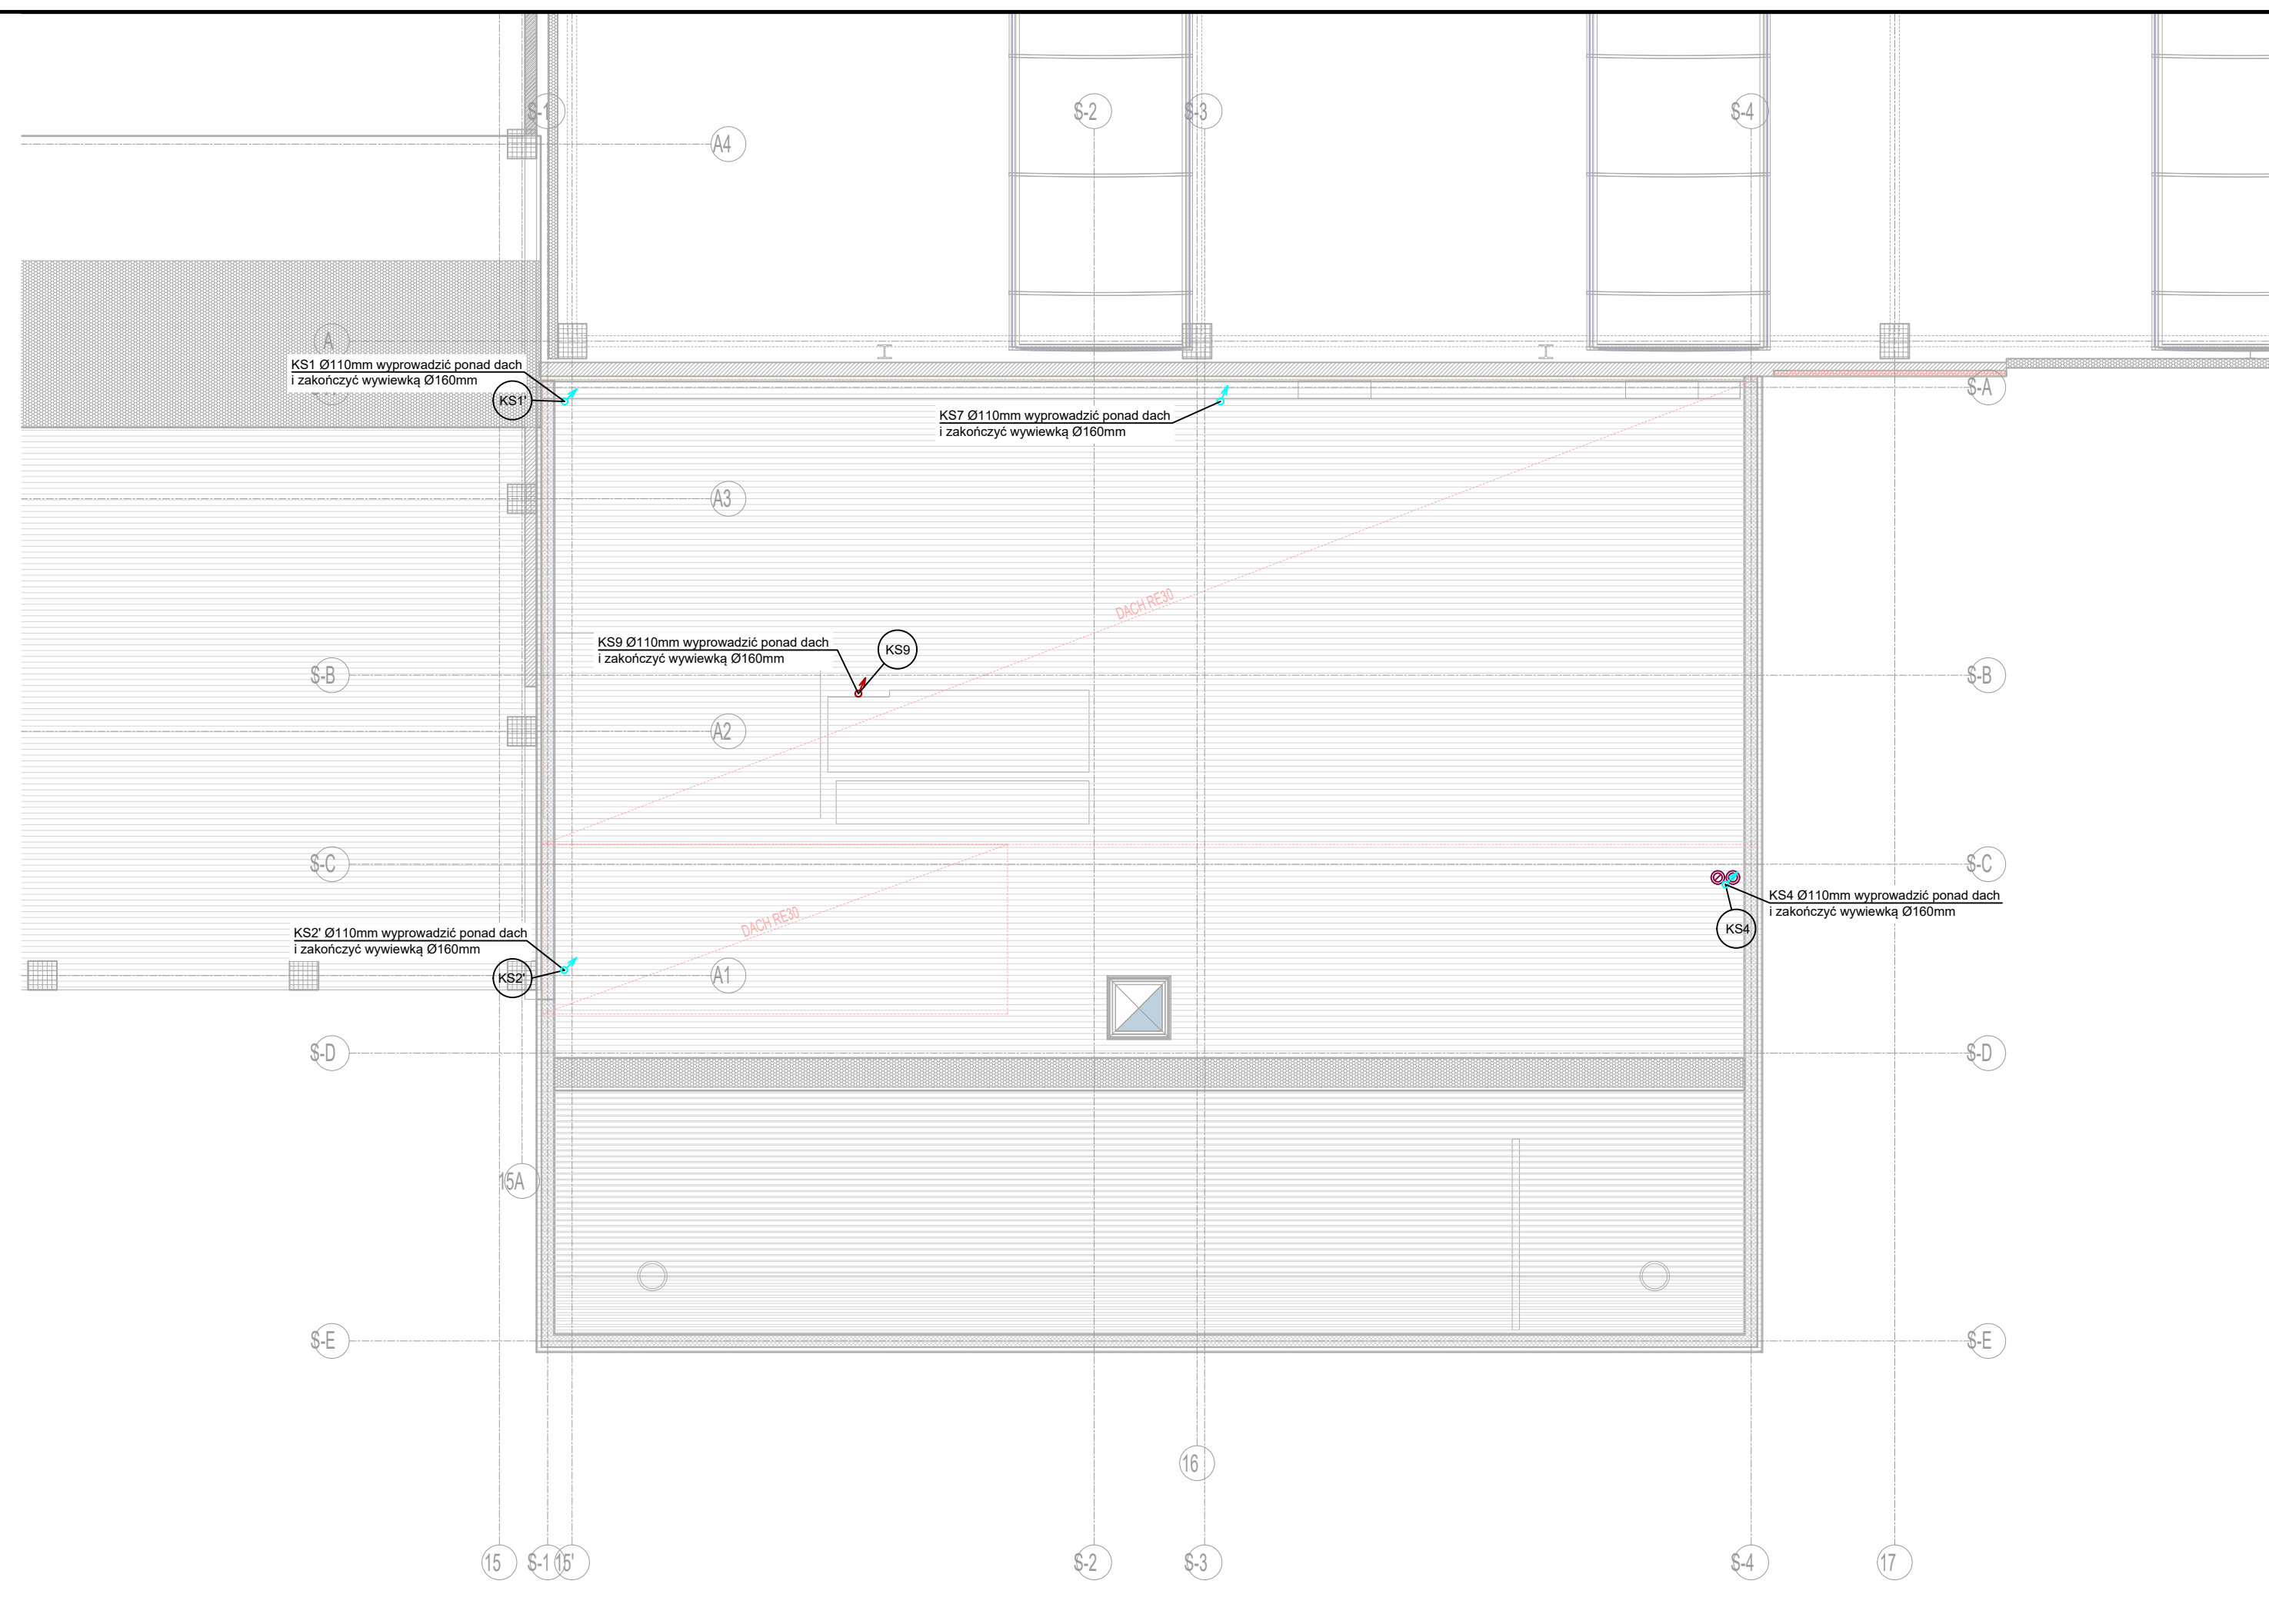 S-1
S-2
S-3
S-4
A4
A
KS1 Ø110mm wyprowadzić ponad dach
i zakończyć wywiewką Ø160mm
KS1'
S-A
KS7 Ø110mm wyprowadzić ponad dach
i zakończyć wywiewką Ø160mm
A3
DACH RE30
KS9 Ø110mm wyprowadzić ponad dach
i zakończyć wywiewką Ø160mm
KS9
S-B
S-B
A2
S-C
S-C
KS4 Ø110mm wyprowadzić ponad dach
i zakończyć wywiewką Ø160mm
KS4
DACH RE30
KS2' Ø110mm wyprowadzić ponad dach
i zakończyć wywiewką Ø160mm
KS2'
A1
S-D
S-D
15A
S-E
S-E
16
15
S-1
15'
S-2
S-3
S-4
17